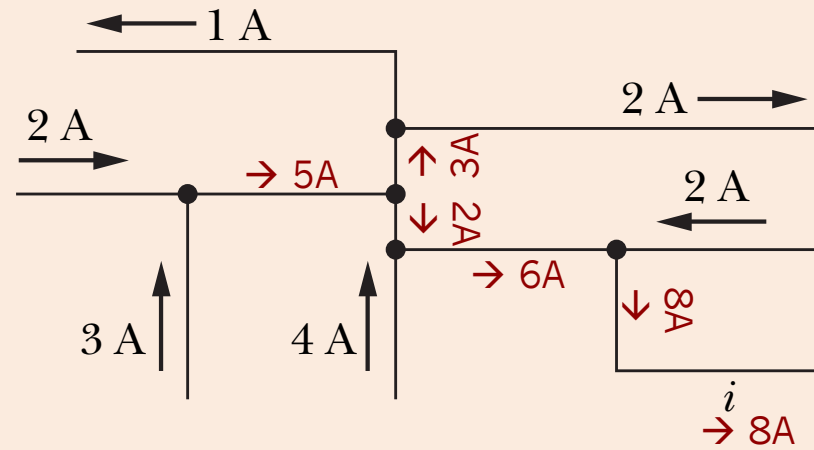 1 A
2 A
2 A
→ 5A
→ 3A
2 A
→ 2A
→ 6A
3 A
4 A
→ 8A
i
→ 8A